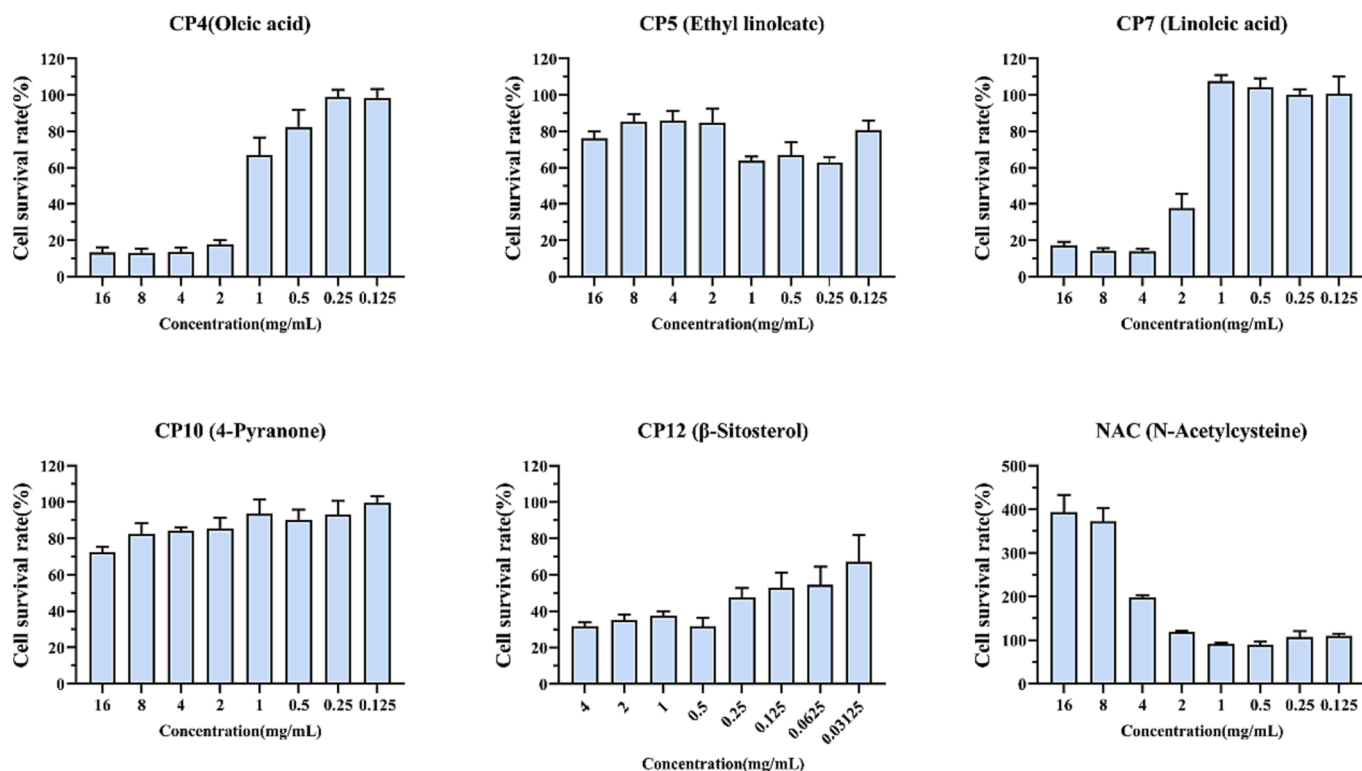 CP4(Oleic acid)
Cell survival rate(%)
120
100
80
60
40
20
0
16 8 4 2 1 0.5 0.25 0.125
Concentration(mg/mL)
CP5 (Ethyl linoleate)
Cell survival rate(%)
120
100
80
60
40
20
0
16 8 4 2 1 0.5 0.25 0.125
Concentration(mg/mL)
CP7 (Linoleic acid)
Cell survival rate(%)
120
100
80
60
40
20
0
16 8 4 2 1 0.5 0.25 0.125
Concentration(mg/mL)
CP10 (4-Pyranone)
Cell survival rate(%)
120
100
80
60
40
20
0
16 8 4 2 1 0.5 0.25 0.125
Concentration(mg/mL)
CP12 (β-Sitosterol)
Cell survival rate(%)
120
100
80
60
40
20
0
4 2 1 0.5 0.25 0.125 0.0625 0.03125
Concentration(mg/mL)
NAC (N-Acetylcysteine)
Cell survival rate(%)
500
400
300
200
100
0
16 8 4 2 1 0.5 0.25 0.125
Concentration(mg/mL)